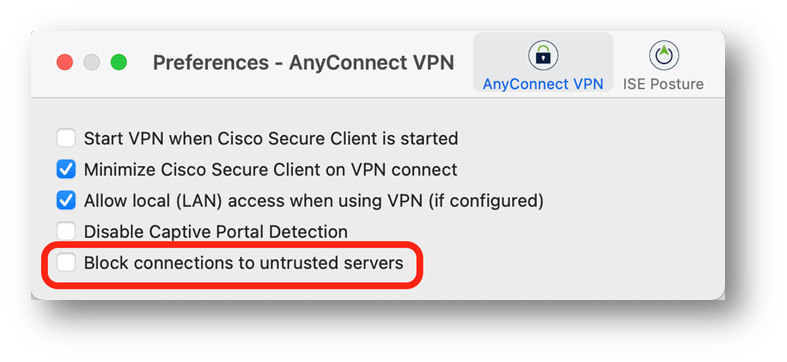 Preferences - AnyConnect VPN
AnyConnect VPN
ISE Posture
Start VPN when Cisco Secure Client is started
Minimize Cisco Secure Client on VPN connect
Allow local (LAN) access when using VPN (if configured)
Disable Captive Portal Detection
Block connections to untrusted servers